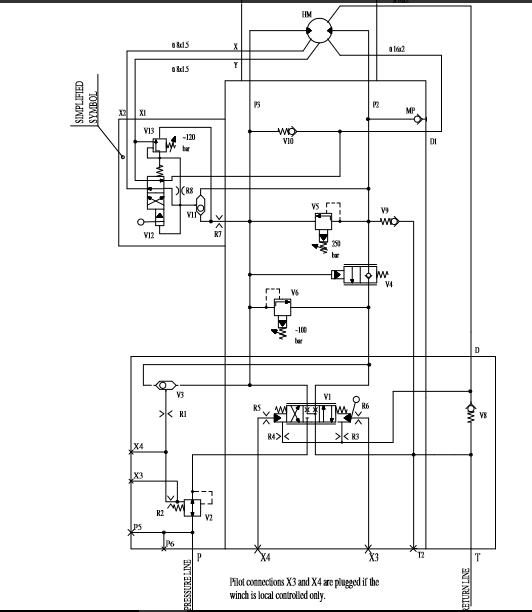 HM
ø 8x1.5
X
Y
ø 8x1.5
ø 16x2
SIMPLIFIED
SYMBOL
X2
X1
P3
P2
MP
D1
V13
~120
bar
V10
R8
V11
V12
R7
V5
V9
250
bar
V4
V6
~100
bar
D
V3
V1
R1
R5
R6
R4
R3
V8
X4
X3
R2
V2
P5
P6
P
X4
X3
T2
T
PRESSURE LINE
RETURN LINE
Pilot connections X3 and X4 are plugged if the
winch is local controlled only.